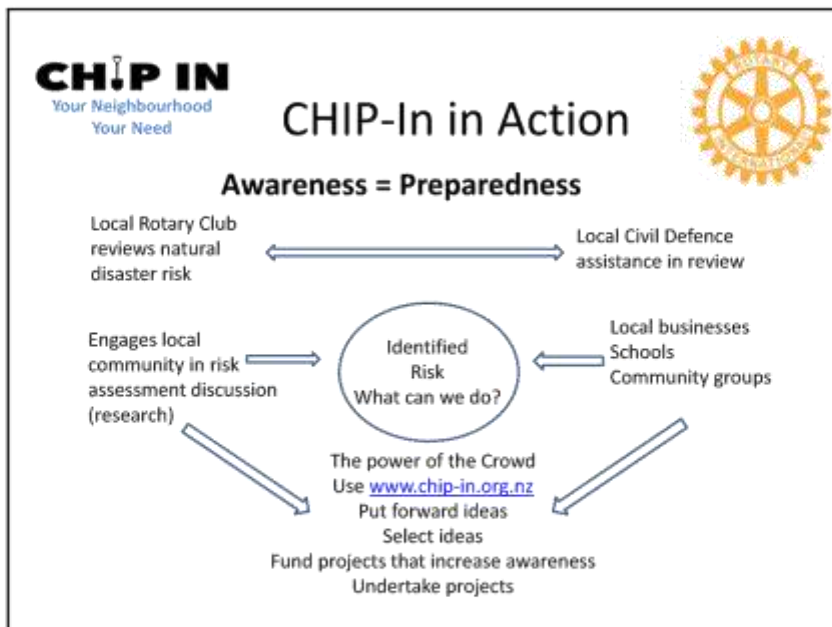 CHIP IN
Your Neighbourhood
Your Need
CHIP-In in Action
ROTARY
INTERNATIONAL
Awareness = Preparedness
Local Rotary Club
reviews natural
disaster risk
Local Civil Defence
assistance in review
Engages local
community in risk
assessment discussion
(research)
Identified
Risk
What can we do?
Local businesses
Schools
Community groups
The power of the Crowd
Use www.chip-in.org.nz
Put forward ideas
Select ideas
Fund projects that increase awareness
Undertake projects